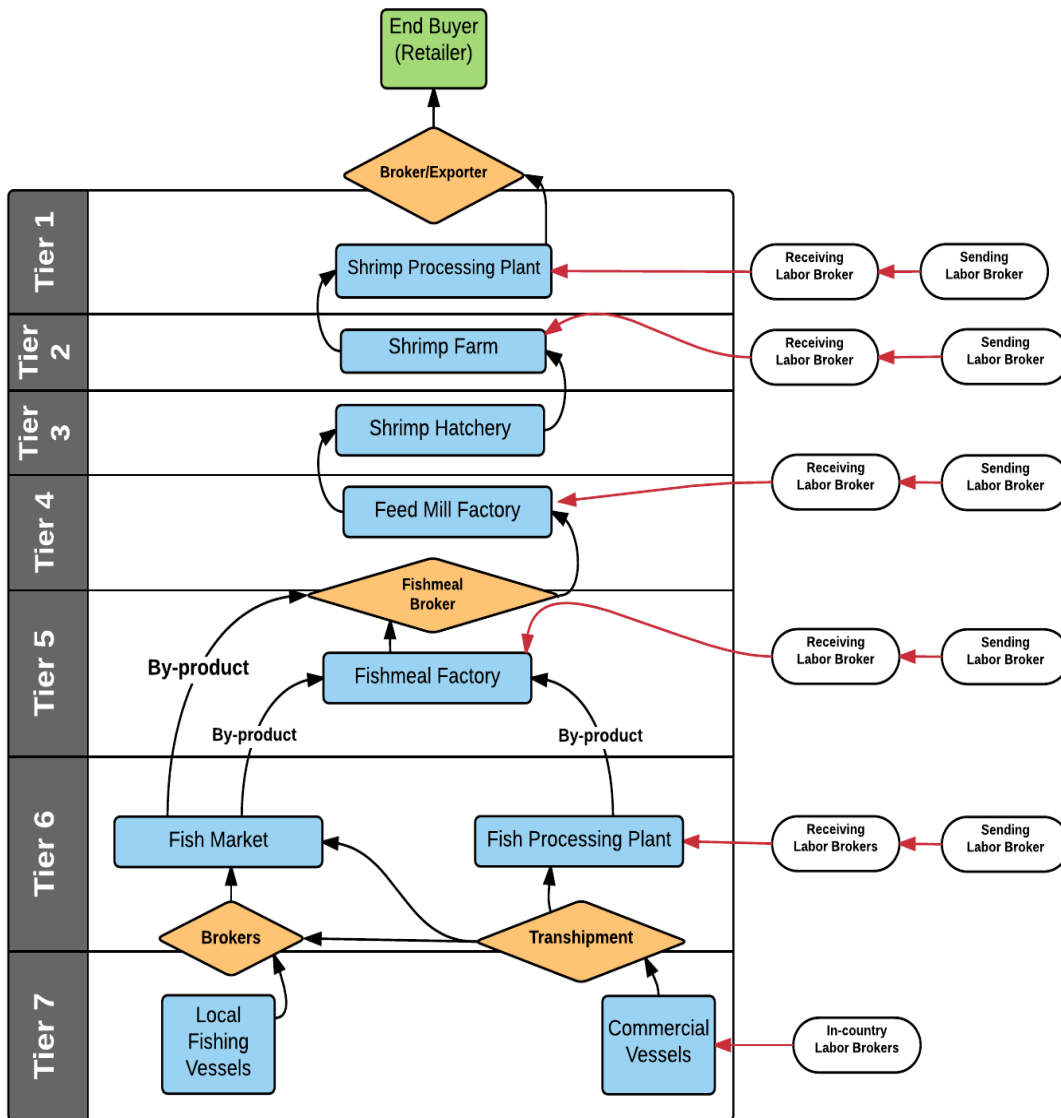 End Buyer
(Retailer)
Broker/Exporter
Tier 1
Shrimp Processing Plant
Receiving
Labor Broker
Sending
Labor Broker
Tier
2
Shrimp Farm
Receiving
Labor Broker
Sending
Labor Broker
Tier
3
Shrimp Hatchery
Tier 4
Feed Mill Factory
Receiving
Labor Broker
Sending
Labor Broker
Fishmeal
Broker
Tier 5
By-product
Fishmeal Factory
Receiving
Labor Broker
Sending
Labor Broker
By-product
By-product
Tier 6
Fish Market
Fish Processing Plant
Receiving
Labor Brokers
Sending
Labor Broker
Brokers
Transhipment
Tier 7
Local
Fishing
Vessels
Commercial
Vessels
In-country
Labor Brokers